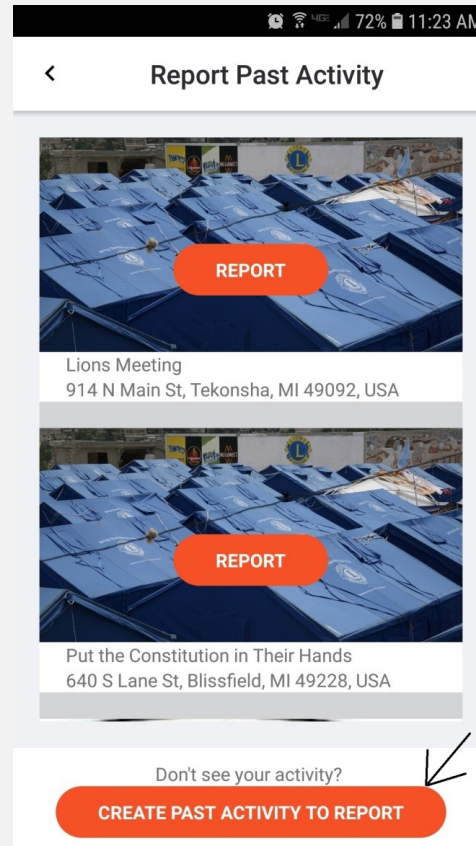 4G 72% 11:23 AM
Report Past Activity
REPORT
Lions Meeting
914 N Main St, Tekonsha, MI 49092, USA
REPORT
Put the Constitution in Their Hands
640 S Lane St, Blissfield, MI 49228, USA
Don't see your activity?
CREATE PAST ACTIVITY TO REPORT